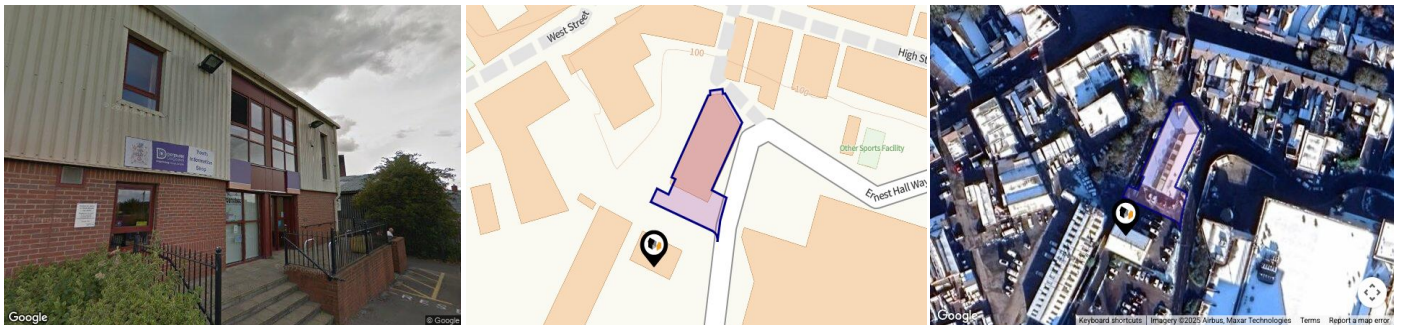 Youth
Information
Shop
RES
Google
© Google
West Street
High St
100
Other Sports Facility
Ernest Hall Way
Google
Keyboard shortcuts
Imagery ©2025 Airbus, Maxar Technologies
Terms
Report a map error